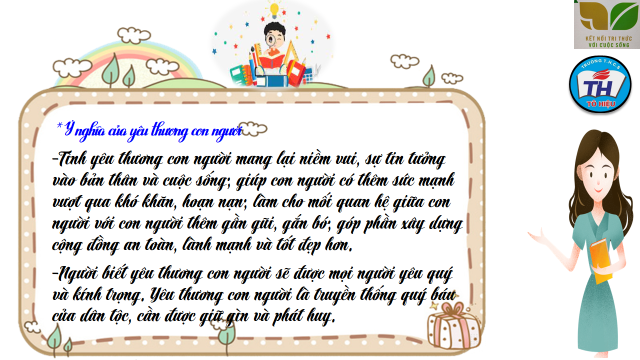 KẾT NỐI TRI THỨC
VỚI CUỘC SỐNG
TRƯỜNG T.H.C.S
TH
TÔ HIỆU
* Ý nghĩa của yêu thương con người
-Tình yêu thương con người mang lại niềm vui, sự tin tưởng
vào bản thân và cuộc sống; giúp con người có thêm sức mạnh
vượt qua khó khăn, hoạn nạn; làm cho mối quan hệ giữa con
người với con người thêm gần gũi, gắn bó; góp phần xây dựng
cộng đồng an toàn, lành mạnh và tốt đẹp hơn.
-Người biết yêu thương con người sẽ được mọi người yêu quý
và kính trọng. Yêu thương con người là truyền thống quý báu
của dân tộc, cần được giữ gìn và phát huy.